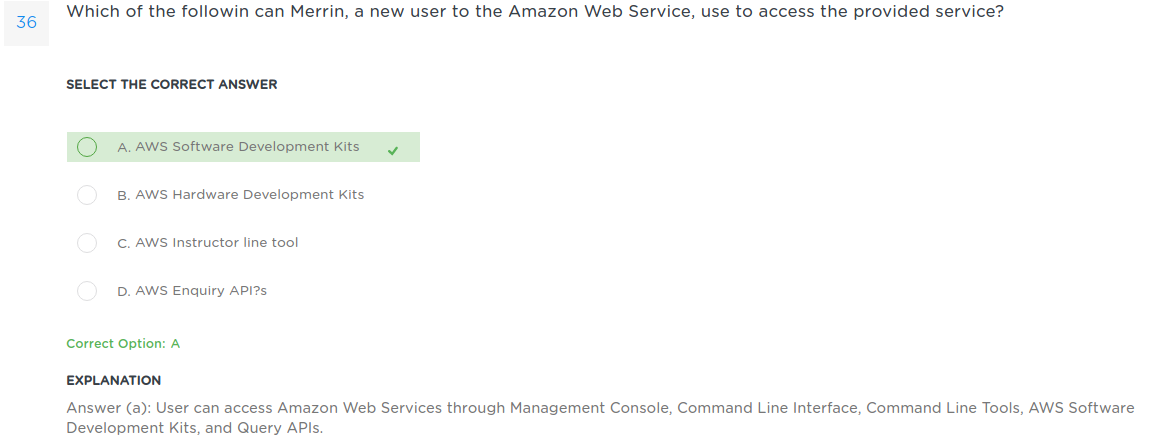 36
Which of the followin can Merrin, a new user to the Amazon Web Service, use to access the provided service?
SELECT THE CORRECT ANSWER
A. AWS Software Development Kits
B. AWS Hardware Development Kits
C. AWS Instructor line tool
D. AWS Enquiry API?s
Correct Option: A
EXPLANATION
Answer (a): User can access Amazon Web Services through Management Console, Command Line Interface, Command Line Tools, AWS Software
Development Kits, and Query APIs.